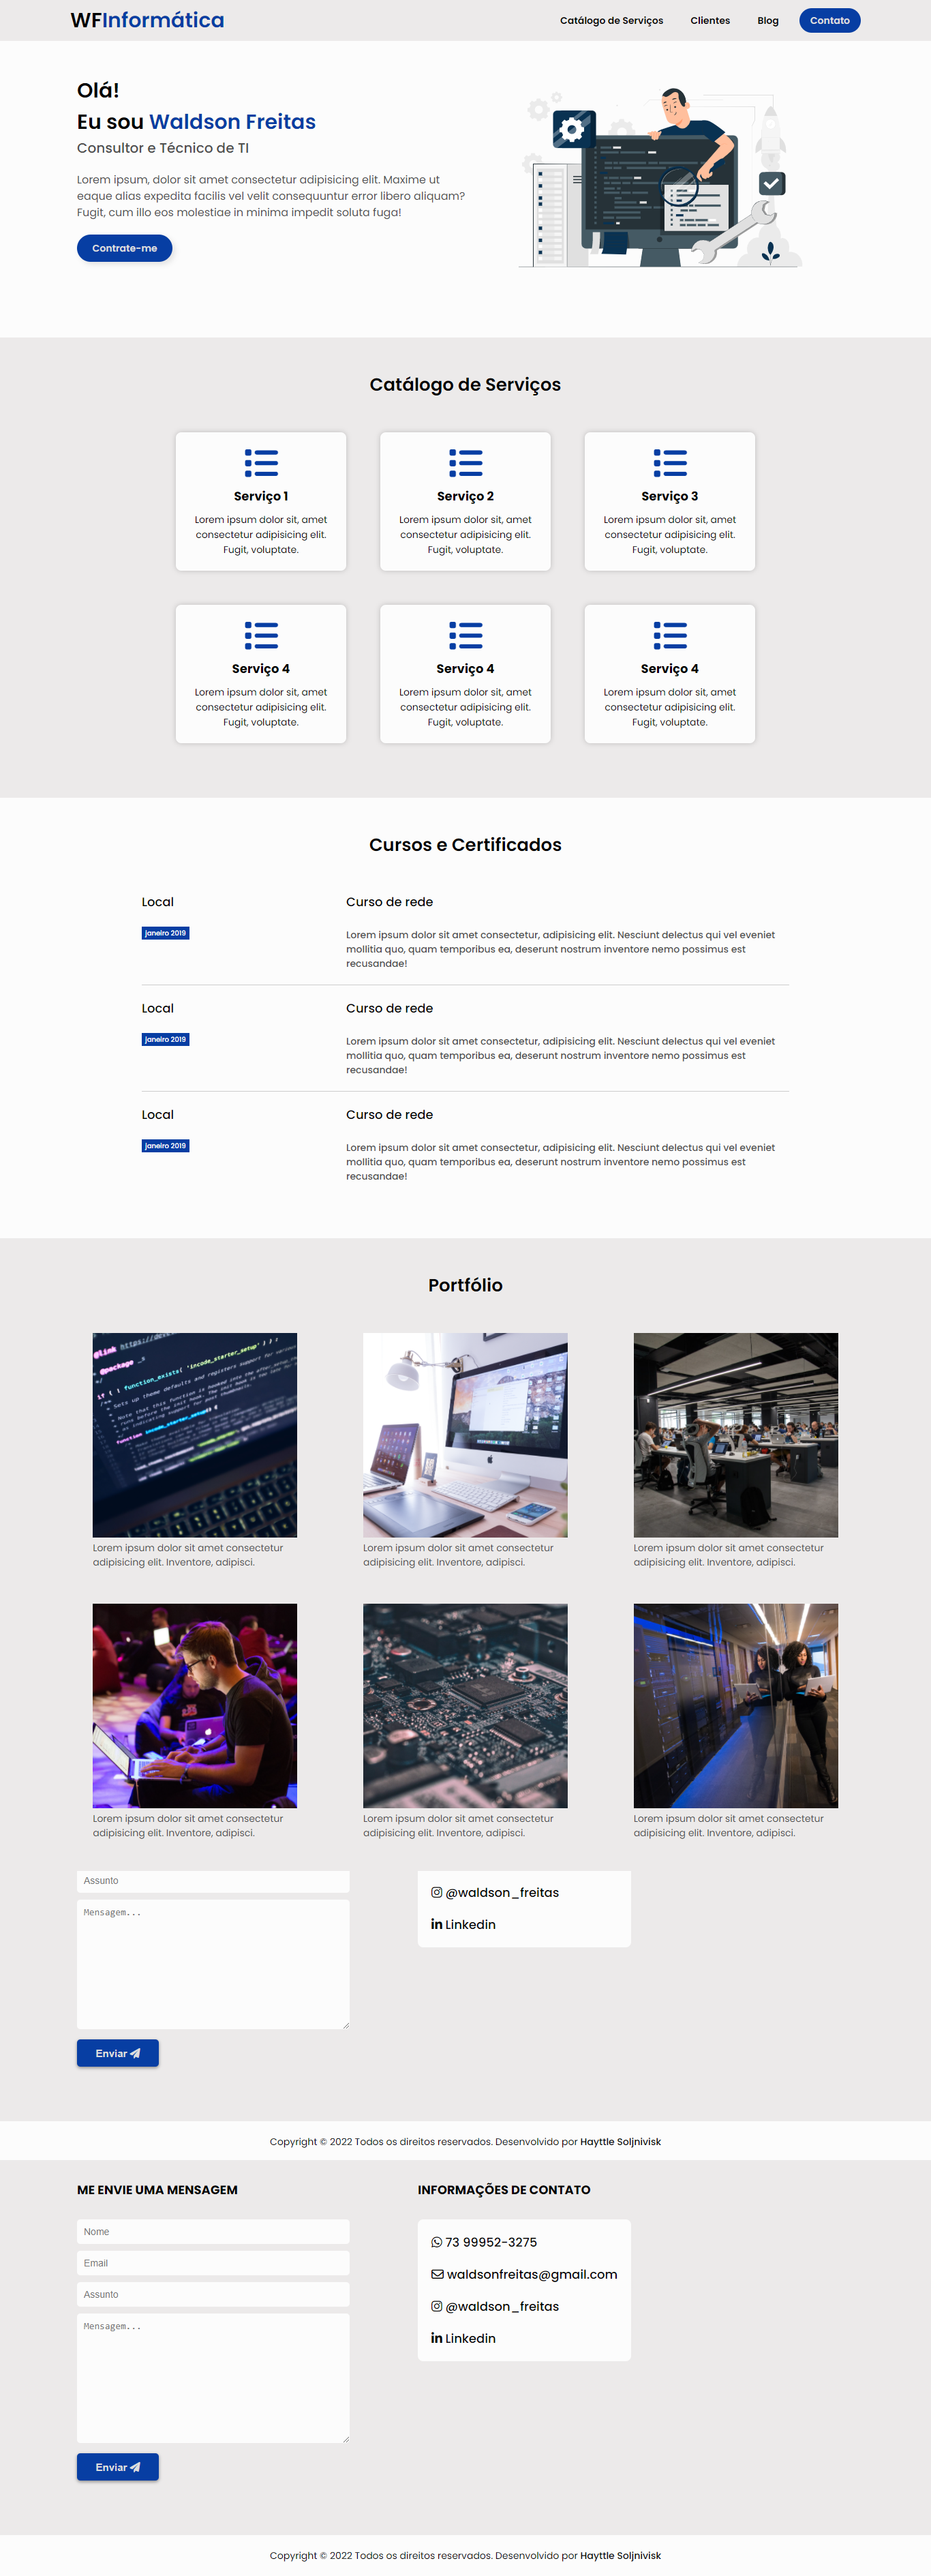 WFInformática
Catálogo de Serviços
Clientes
Blog
Contato
Olá!
Eu sou Waldson Freitas
Consultor e Técnico de TI
Lorem ipsum, dolor sit amet consectetur adipisicing elit. Maxime ut
eaque alias expedita facilis vel velit consequuntur error libero aliquam?
Fugit, cum illo eos molestiae in minima impedit soluta fuga!
Contrate-me
Catálogo de Serviços
Serviço 1
Lorem ipsum dolor sit, amet
consectetur adipisicing elit.
Fugit, voluptate.
Serviço 2
Lorem ipsum dolor sit, amet
consectetur adipisicing elit.
Fugit, voluptate.
Serviço 3
Lorem ipsum dolor sit, amet
consectetur adipisicing elit.
Fugit, voluptate.
Serviço 4
Lorem ipsum dolor sit, amet
consectetur adipisicing elit.
Fugit, voluptate.
Serviço 4
Lorem ipsum dolor sit, amet
consectetur adipisicing elit.
Fugit, voluptate.
Serviço 4
Lorem ipsum dolor sit, amet
consectetur adipisicing elit.
Fugit, voluptate.
Cursos e Certificados
Local
janeiro 2019
Curso de rede
Lorem ipsum dolor sit amet consectetur, adipisicing elit. Nesciunt delectus qui vel eveniet
mollitia quo, quam temporibus ea, deserunt nostrum inventore nemo possimus est
recusandae!
Local
janeiro 2019
Curso de rede
Lorem ipsum dolor sit amet consectetur, adipisicing elit. Nesciunt delectus qui vel eveniet
mollitia quo, quam temporibus ea, deserunt nostrum inventore nemo possimus est
recusandae!
Local
janeiro 2019
Curso de rede
Lorem ipsum dolor sit amet consectetur, adipisicing elit. Nesciunt delectus qui vel eveniet
mollitia quo, quam temporibus ea, deserunt nostrum inventore nemo possimus est
recusandae!
Portfólio
@link
@package _s
if ( ! function_exists( '_incode_starter_setup' ) ) :
Lorem ipsum dolor sit amet consectetur
adipisicing elit. Inventore, adipisci.
Lorem ipsum dolor sit amet consectetur
adipisicing elit. Inventore, adipisci.
Lorem ipsum dolor sit amet consectetur
adipisicing elit. Inventore, adipisci.
Lorem ipsum dolor sit amet consectetur
adipisicing elit. Inventore, adipisci.
Lorem ipsum dolor sit amet consectetur
adipisicing elit. Inventore, adipisci.
Lorem ipsum dolor sit amet consectetur
adipisicing elit. Inventore, adipisci.
Assunto
Mensagem...
Enviar
@waldson_freitas
Linkedin
Copyright © 2022 Todos os direitos reservados. Desenvolvido por Hayttle Soljnivisk
ME ENVIE UMA MENSAGEM
Nome
Email
Assunto
Mensagem...
Enviar
INFORMAÇÕES DE CONTATO
73 99952-3275
waldsonfreitas@gmail.com
@waldson_freitas
Linkedin
Copyright © 2022 Todos os direitos reservados. Desenvolvido por Hayttle Soljnivisk